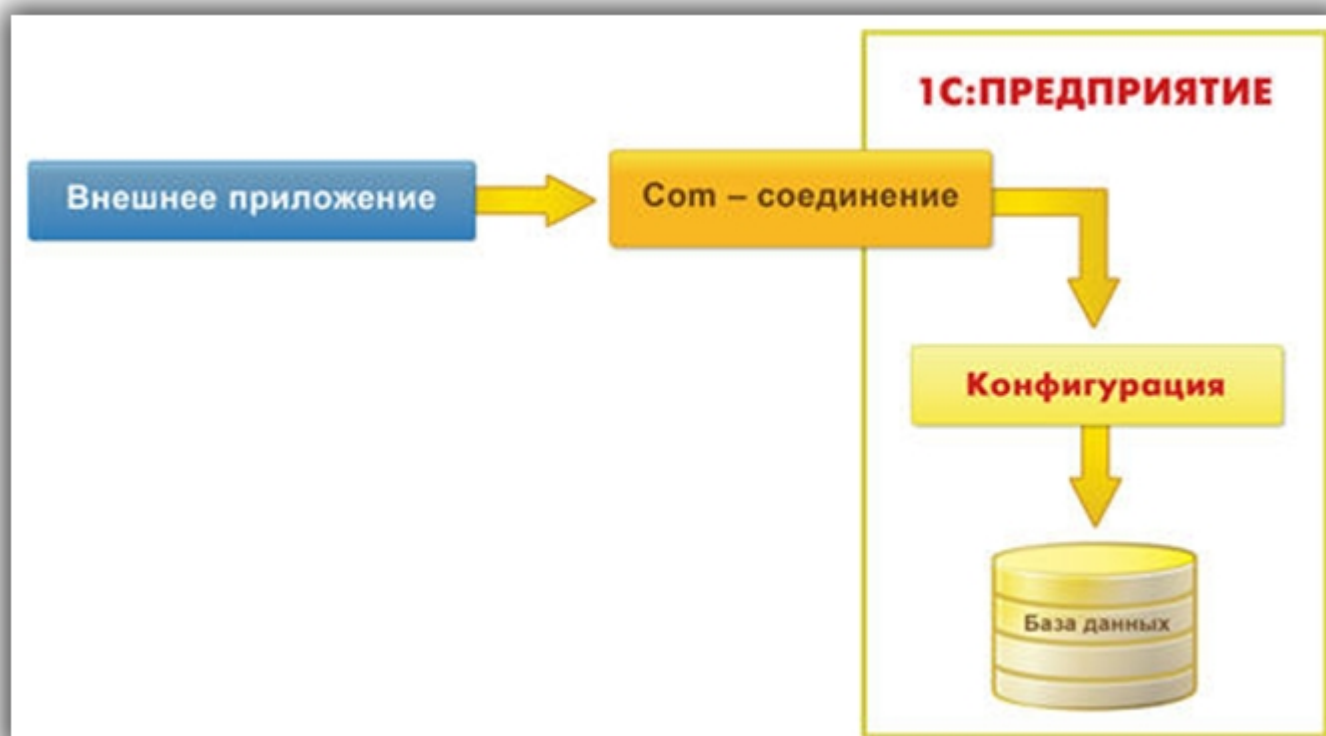 1С:ПРЕДПРИЯТИЕ
Внешнее приложение
Com – соединение
Конфигурация
База данных